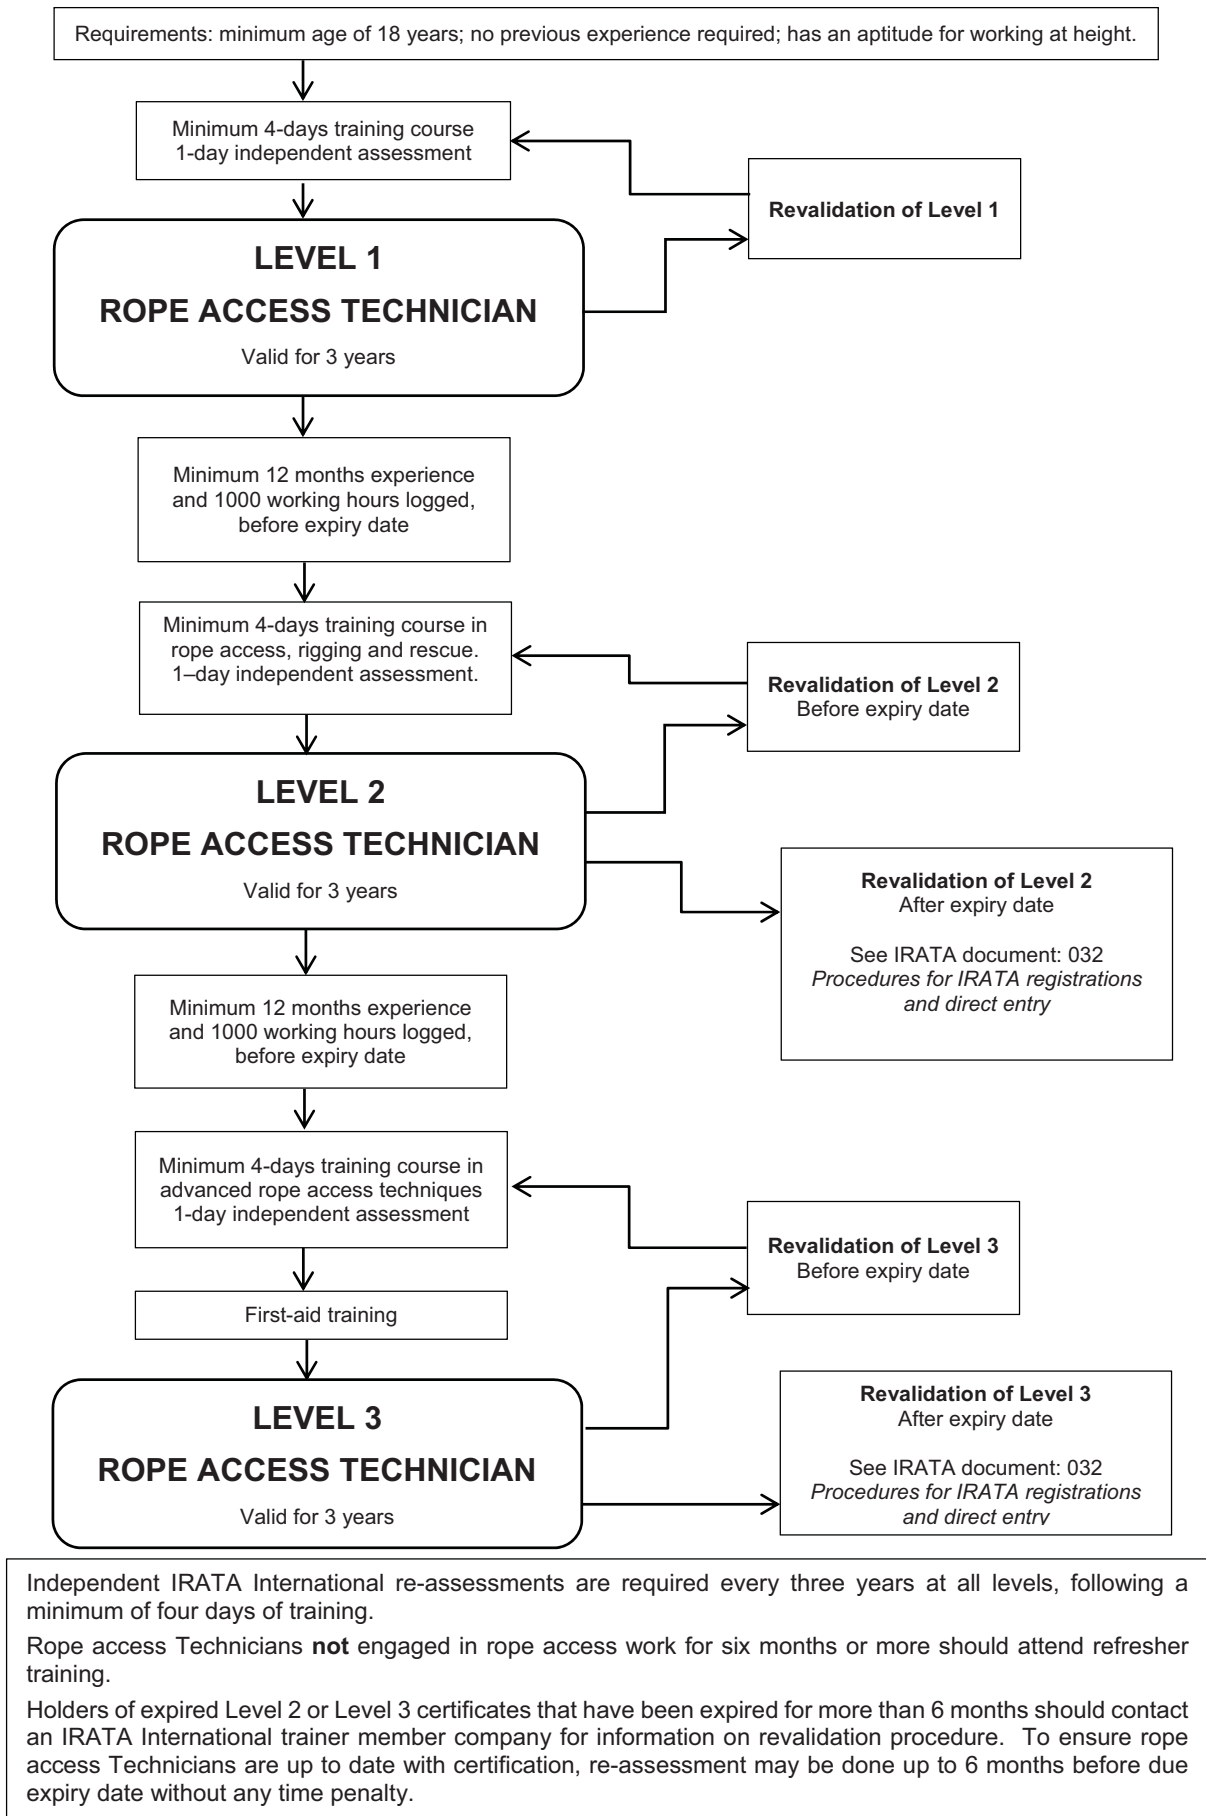 Requirements: minimum age of 18 years; no previous experience required; has an aptitude for working at height.
Minimum 4-days training course
1-day independent assessment
Revalidation of Level 1
LEVEL 1
ROPE ACCESS TECHNICIAN
Valid for 3 years
Minimum 12 months experience
and 1000 working hours logged,
before expiry date
Minimum 4-days training course in
rope access, rigging and rescue.
1–day independent assessment.
Revalidation of Level 2
Before expiry date
LEVEL 2
ROPE ACCESS TECHNICIAN
Valid for 3 years
Revalidation of Level 2
After expiry date
See IRATA document: 032
Procedures for IRATA registrations
and direct entry
Minimum 12 months experience
and 1000 working hours logged,
before expiry date
Minimum 4-days training course in
advanced rope access techniques
1-day independent assessment
Revalidation of Level 3
Before expiry date
First-aid training
LEVEL 3
ROPE ACCESS TECHNICIAN
Valid for 3 years
Revalidation of Level 3
After expiry date
See IRATA document: 032
Procedures for IRATA registrations
and direct entry
Independent IRATA International re-assessments are required every three years at all levels, following a
minimum of four days of training.
Rope access Technicians not engaged in rope access work for six months or more should attend refresher
training.
Holders of expired Level 2 or Level 3 certificates that have been expired for more than 6 months should contact
an IRATA International trainer member company for information on revalidation procedure. To ensure rope
access Technicians are up to date with certification, re-assessment may be done up to 6 months before due
expiry date without any time penalty.